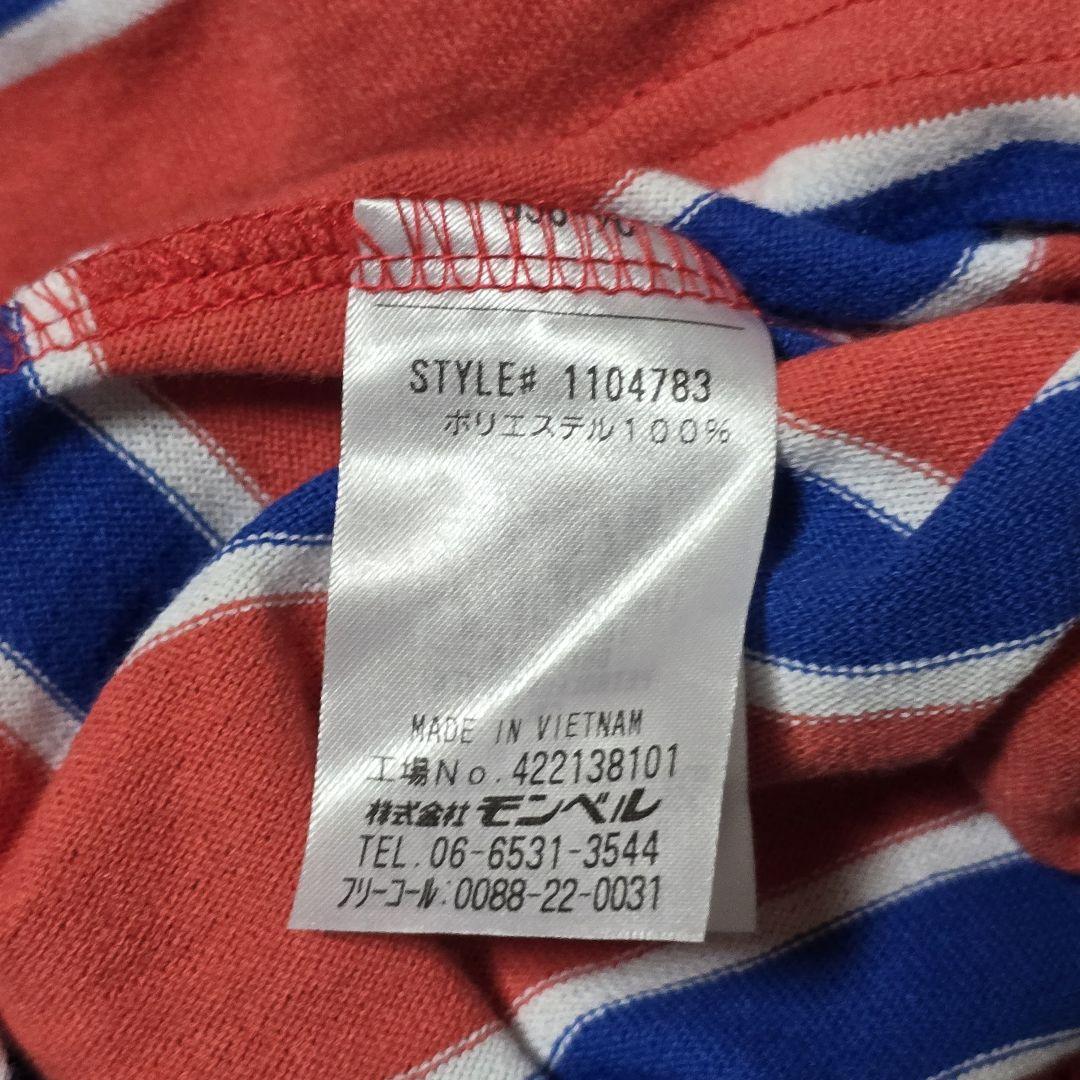 STYLE# 1104783
ポリエステル100%
MADE IN VIETNAM
工場No. 422138101
株式会社 モンベル
TEL. 06-6531-3544
フリーコール:0088-22-0031